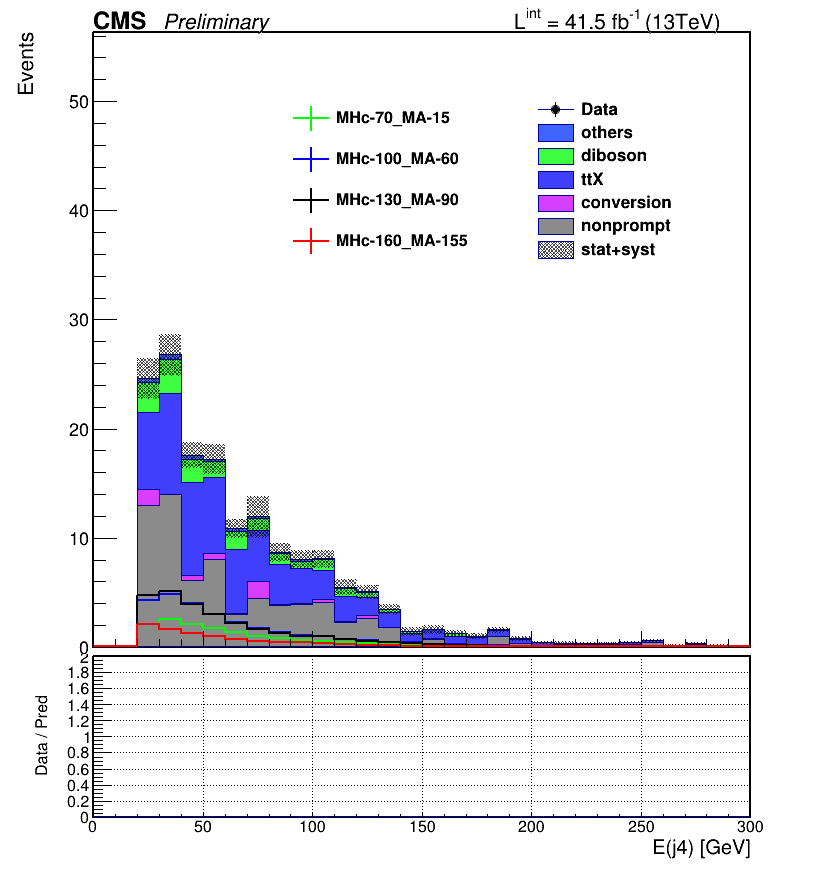 CMS Preliminary L^int = 41.5 fb^-1 (13TeV)
Events
50
40
30
20
10
0
MHc-70_MA-15
MHc-100_MA-60
MHc-130_MA-90
MHc-160_MA-155
Data
others
diboson
ttX
conversion
nonprompt
stat+syst
Data / Pred
2
1.8
1.6
1.4
1.2
1
0.8
0.6
0.4
0.2
0
0 50 100 150 200 250 300
E(j4) [GeV]